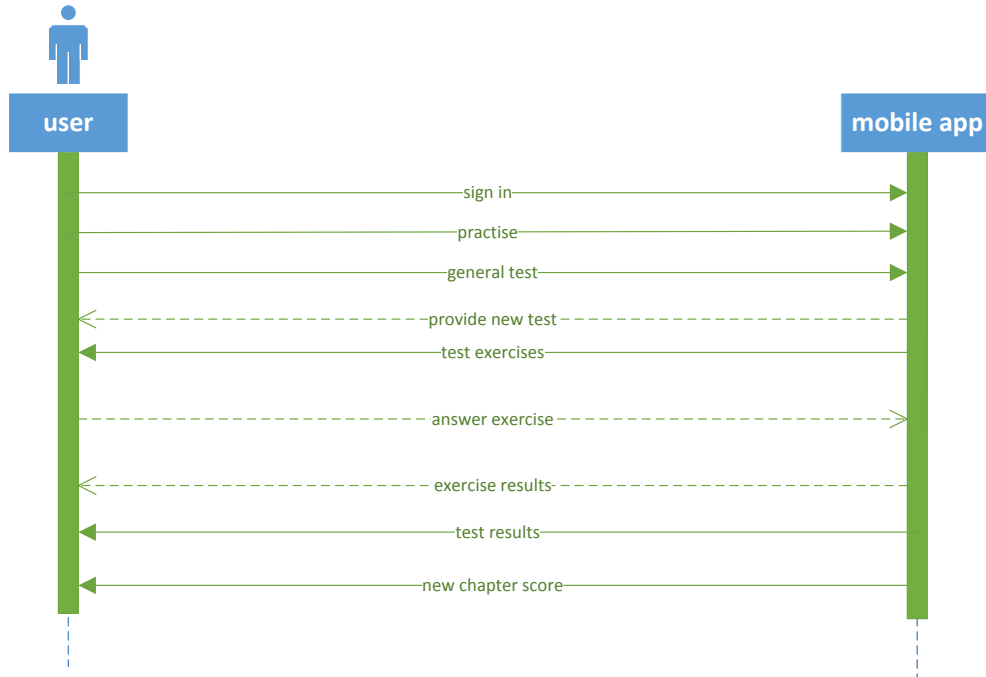 user
mobile app
sign in
practise
general test
provide new test
test exercises
answer exercise
exercise results
test results
new chapter score